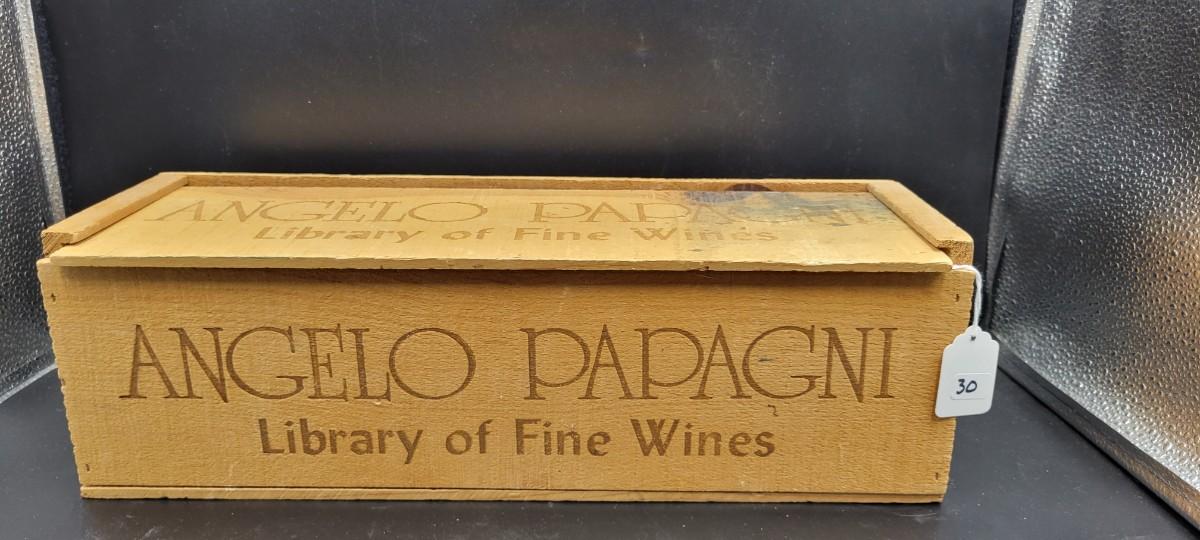 ANGELO PAPAGNI
Library of Fine Wines
ANGELO PAPAGNI
Library of Fine Wines
30